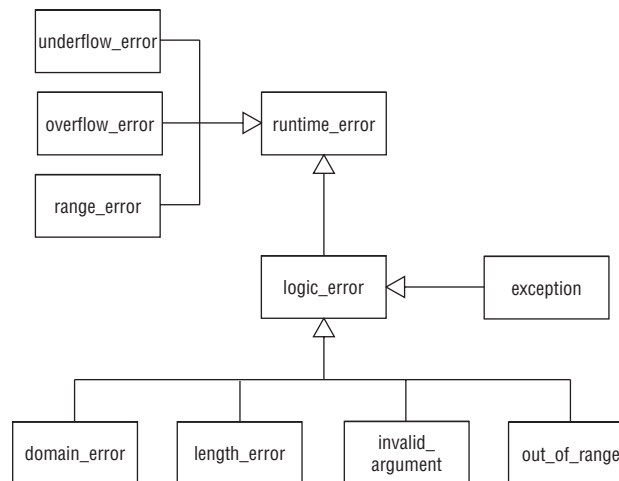 underflow_error
overflow_error
runtime_error
range_error
logic_error
exception
domain_error
length_error
invalid_
argument
out_of_range